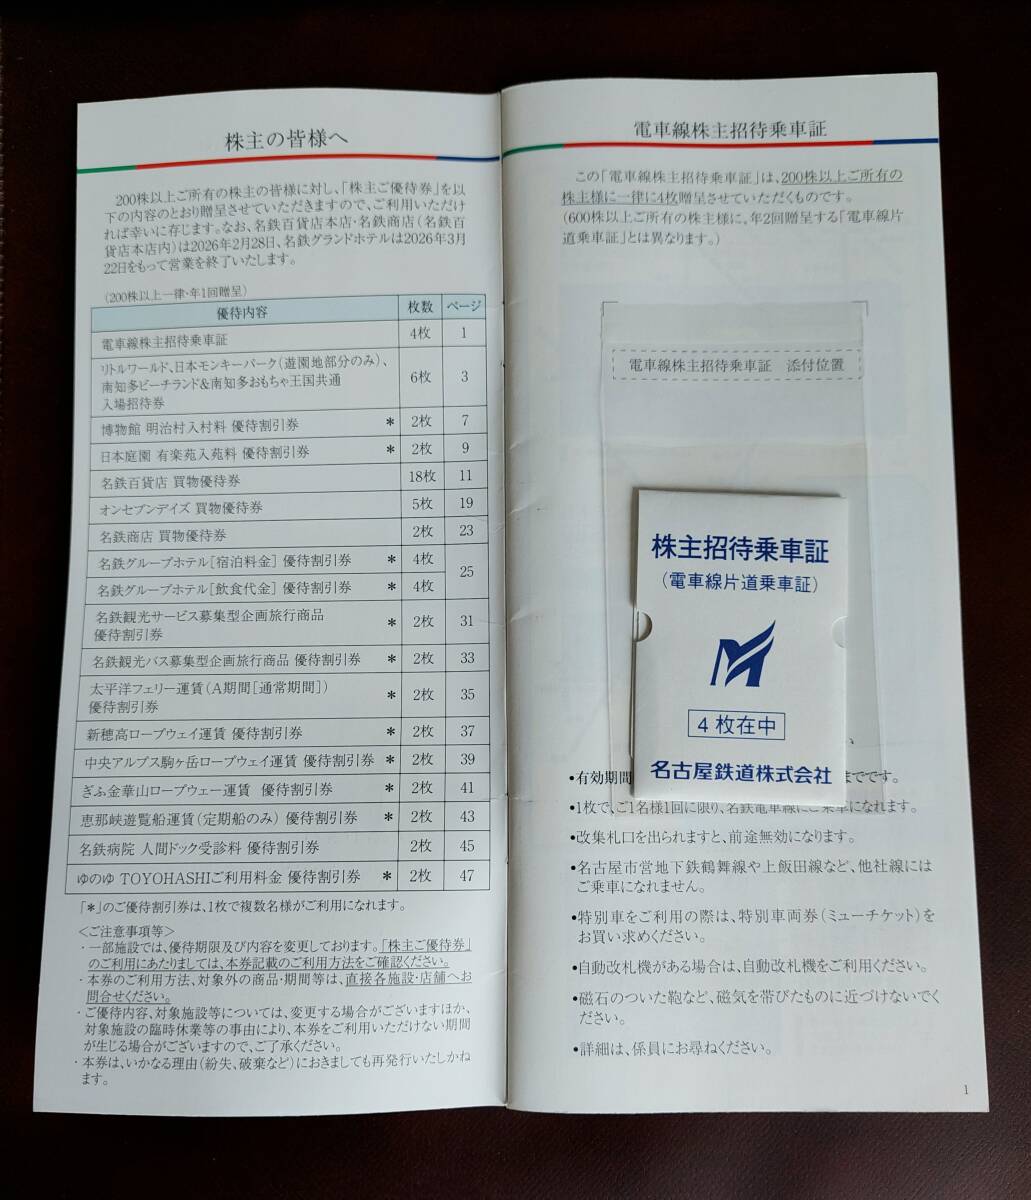 株主の皆様へ
200株以上ご所有の株主の皆様に対し、「株主ご優待券」を以
下の内容のとおり贈呈させていただきますので、ご利用いただけ
れば幸いに存じます。なお、名鉄百貨店本店・名鉄商店(名鉄百
貨店本店内)は2026年2月28日、名鉄グランドホテルは2026年3月
22日をもって営業を終了いたします。
(200株以上一律・年1回贈呈)
優待内容 枚数 ページ
電車線株主招待乗車証 4枚 1
リトルワールド、日本モンキーパーク(遊園地部分のみ)、
南知多ビーチランド&南知多おもちゃ王国共通
入場招待券 6枚 3
博物館 明治村入村料 優待割引券 * 2枚 7
日本庭園 有楽苑入苑料 優待割引券 * 2枚 9
名鉄百貨店 買物優待券 18枚 11
オンセブンデイズ 買物優待券 5枚 19
名鉄商店 買物優待券 2枚 23
名鉄グループホテル[宿泊料金] 優待割引券 * 4枚 25
名鉄グループホテル[飲食代金] 優待割引券 * 4枚
名鉄観光サービス募集型企画旅行商品
優待割引券 * 2枚 31
名鉄観光バス募集型企画旅行商品 優待割引券 * 2枚 33
太平洋フェリー運賃(A期間[通常期間])
優待割引券 * 2枚 35
新穂高ロープウェイ運賃 優待割引券 * 2枚 37
中央アルプス駒ヶ岳ロープウェイ運賃 優待割引券 * 2枚 39
ぎふ金華山ロープウェー運賃 優待割引券 * 2枚 41
恵那峡遊覧船運賃(定期船のみ) 優待割引券 * 2枚 43
名鉄病院 人間ドック受診料 優待割引券 2枚 45
ゆのゆ TOYOHASHIご利用料金 優待割引券 * 2枚 47
「*」のご優待割引券は、1枚で複数名様がご利用になれます。
<ご注意事項等>
・一部施設では、優待期限及び内容を変更しております。「株主ご優待券」
のご利用にあたりましては、本券記載のご利用方法をご確認ください。
・本券のご利用方法、対象外の商品・期間等は、直接各施設・店舗へお
問合せください。
・ご優待内容、対象施設等については、変更する場合がございますほか、
対象施設の臨時休業等の事由により、本券をご利用いただけない期間
が生じる場合がございますので、ご了承ください。
・本券は、いかなる理由(紛失、破棄など)におきましても再発行いたしかね
ます。
電車線株主招待乗車証
この「電車線株主招待乗車証」は、200株以上ご所有の
株主様に一律に4枚贈呈させていただくものです。
(600株以上ご所有の株主様に、年2回贈呈する「電車線片
道乗車証」とは異なります。)
電車線株主招待乗車証 添付位置
株主招待乗車証
(電車線片道乗車証)
4枚在中
名古屋鉄道株式会社
•有効期間 までです。
•1枚で、ご1名様1回に限り、名鉄電車線にご乗車になれます。
•改集札口を出られますと、前途無効になります。
•名古屋市営地下鉄鶴舞線や上飯田線など、他社線には
ご乗車になれません。
•特別車をご利用の際は、特別車両券(ミューチケット)を
お買い求めください。
•自動改札機がある場合は、自動改札機をご利用ください。
•磁石のついた鞄など、磁気を帯びたものに近づけないでく
ださい。
•詳細は、係員にお尋ねください。
1